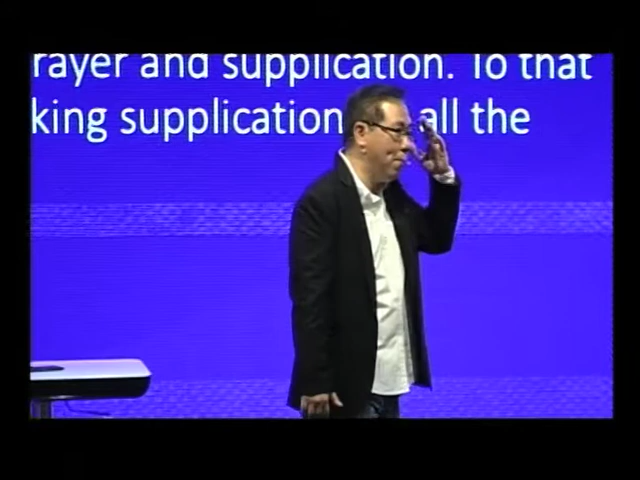 rayer and supplication. To that
king supplication all the